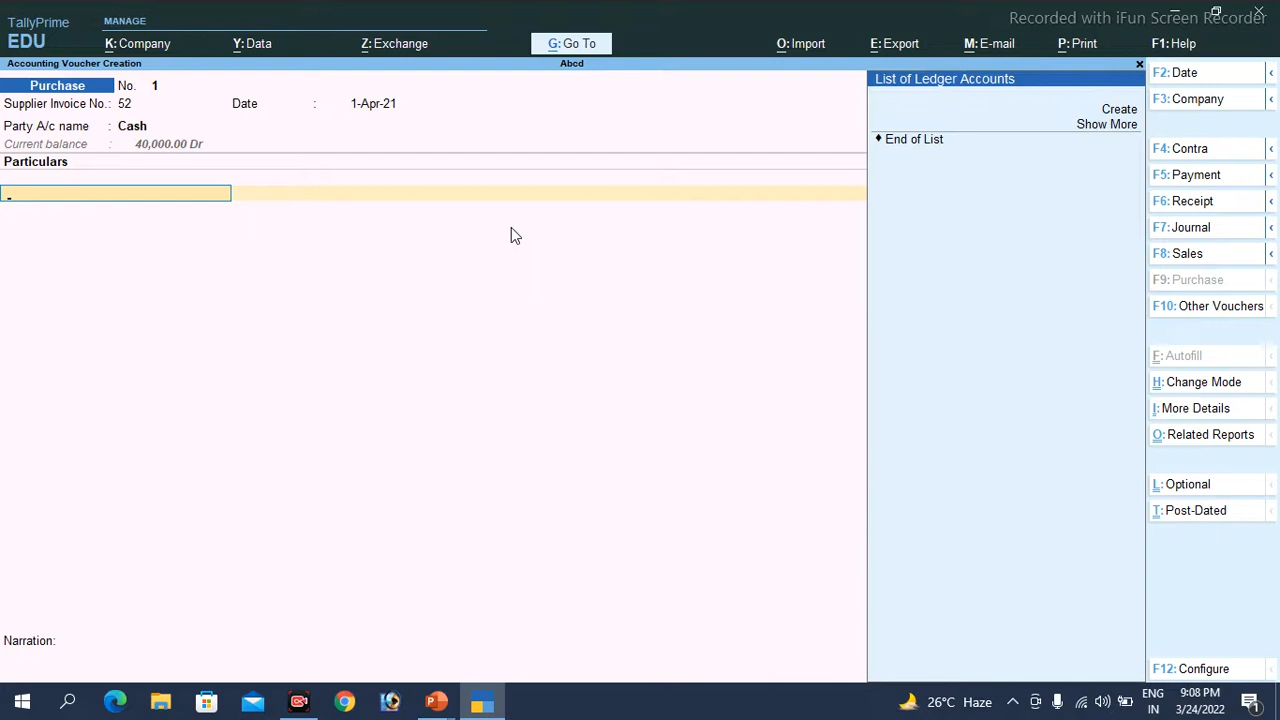 Recorded with iFun Screen Recorder
TallyPrime
EDU
MANAGE
K: Company
Y: Data
Z: Exchange
G: Go To
O: Import
E: Export
M: E-mail
P: Print
F1: Help
Accounting Voucher Creation
Abcd
Purchase No. 1
Supplier Invoice No.: 52 Date : 1-Apr-21
Party A/c name : Cash
Current balance : 40,000.00 Dr
Particulars
Narration:
List of Ledger Accounts
Create
Show More
♦ End of List
F2: Date
F3: Company
F4: Contra
F5: Payment
F6: Receipt
F7: Journal
F8: Sales
F9: Purchase
F10: Other Vouchers
F: Autofill
H: Change Mode
I: More Details
O: Related Reports
L: Optional
T: Post-Dated
F12: Configure
26°C Haze
ENG
IN
9:08 PM
3/24/2022
1